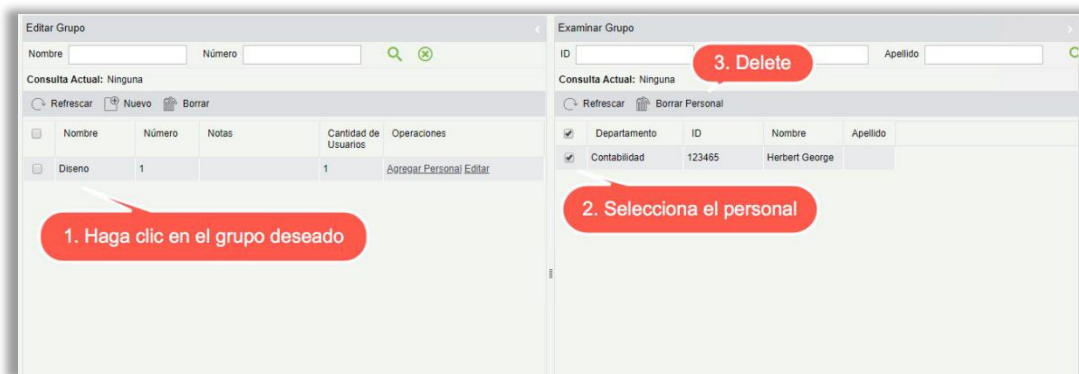 Editar Grupo
Nombre
Número
Consulta Actual: Ninguna
Refrescar Nuevo Borrar
Nombre Número Notas Cantidad de Usuarios Operaciones
Diseno 1 1 Agregar Personal Editar
1. Haga clic en el grupo deseado
Examinar Grupo
ID
Apellido
3. Delete
Consulta Actual: Ninguna
Refrescar Borrar Personal
Departamento ID Nombre Apellido
Contabilidad 123465 Herbert George
2. Selecciona el personal